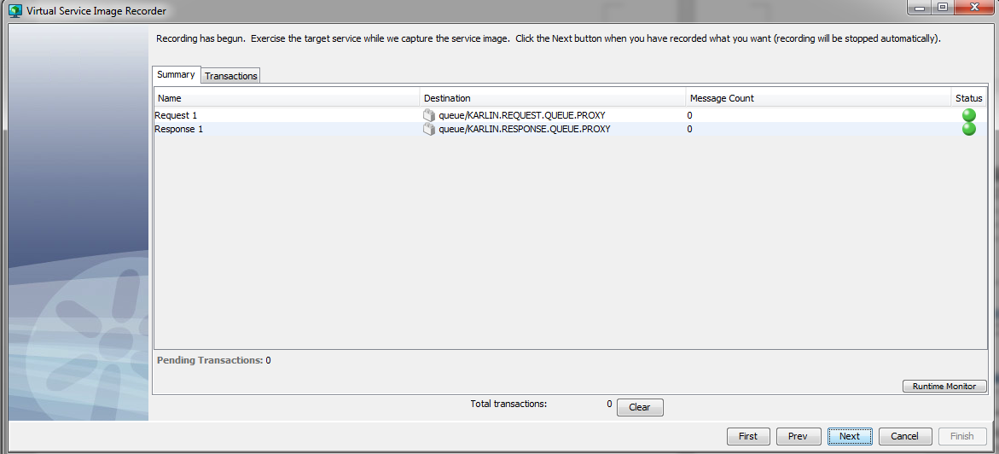 Virtual Service Image Recorder
Recording has begun.  Exercise the target service while we capture the service image.  Click the Next button when you have recorded what you want (recording will be stopped automatically).
Summary Transactions
Name Destination Message Count Status
Request 1 queue/KARLIN.REQUEST.QUEUE.PROXY 0
Response 1 queue/KARLIN.RESPONSE.QUEUE.PROXY 0
Pending Transactions: 0
Runtime Monitor
Total transactions: 0 Clear
First Prev Next Cancel Finish